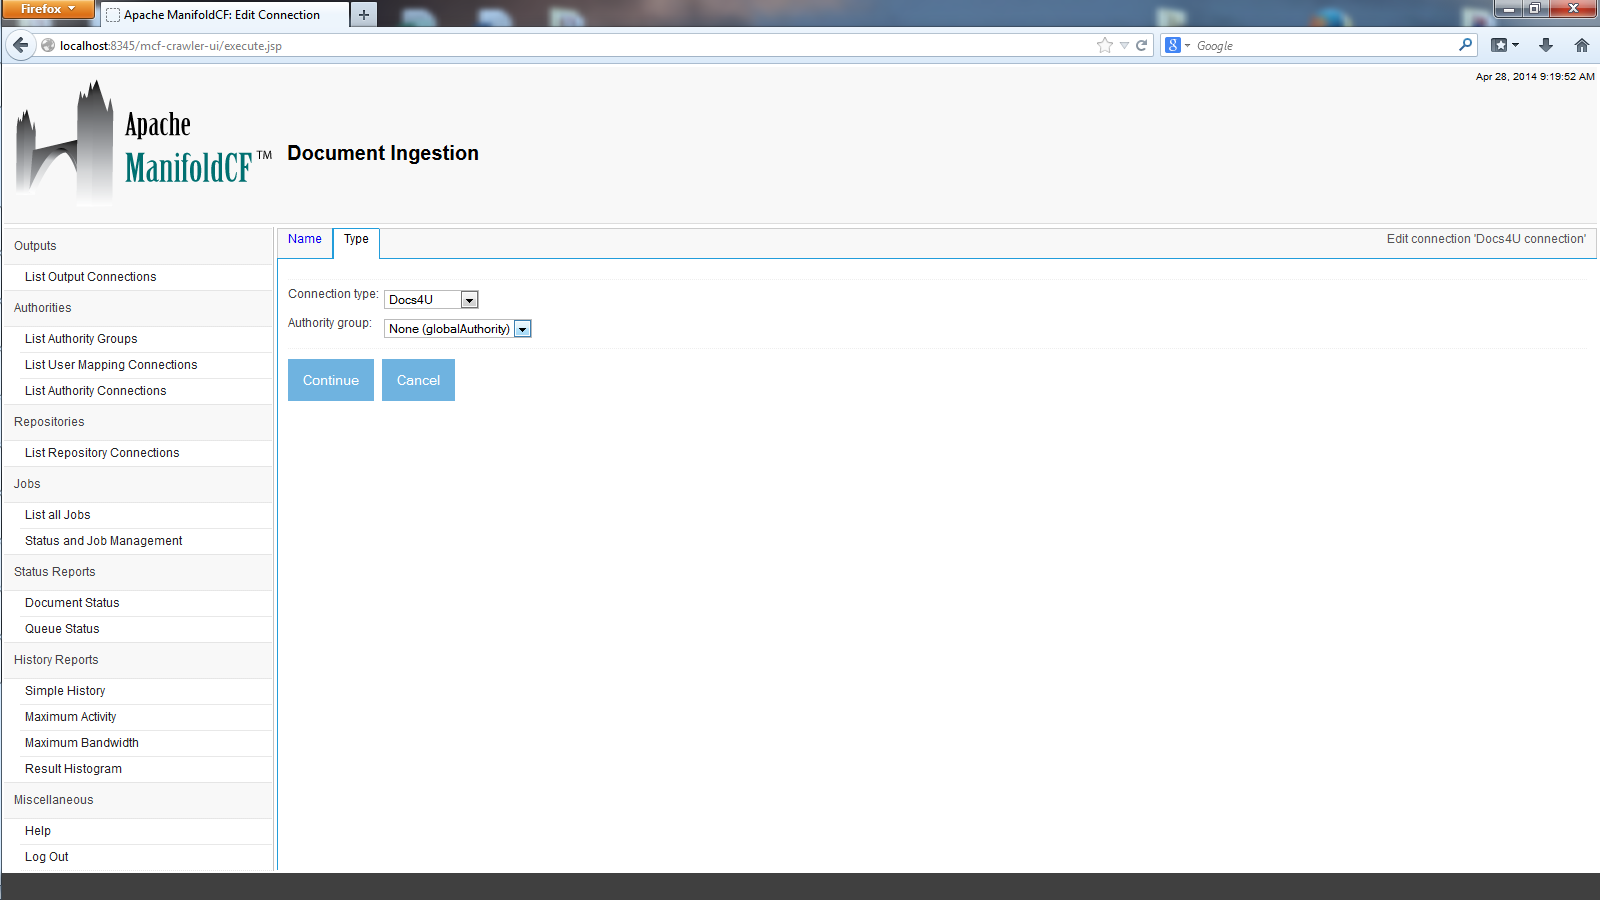 Firefox
Apache ManifoldCF: Edit Connection
localhost:8345/mcf-crawler-ui/execute.jsp
Google
Apr 28, 2014 9:19:52 AM
Apache
ManifoldCF™
Document Ingestion
Outputs
List Output Connections
Authorities
List Authority Groups
List User Mapping Connections
List Authority Connections
Repositories
List Repository Connections
Jobs
List all Jobs
Status and Job Management
Status Reports
Document Status
Queue Status
History Reports
Simple History
Maximum Activity
Maximum Bandwidth
Result Histogram
Miscellaneous
Help
Log Out
Name Type Edit connection 'Docs4U connection'
Connection type: Docs4U
Authority group: None (globalAuthority)
Continue Cancel